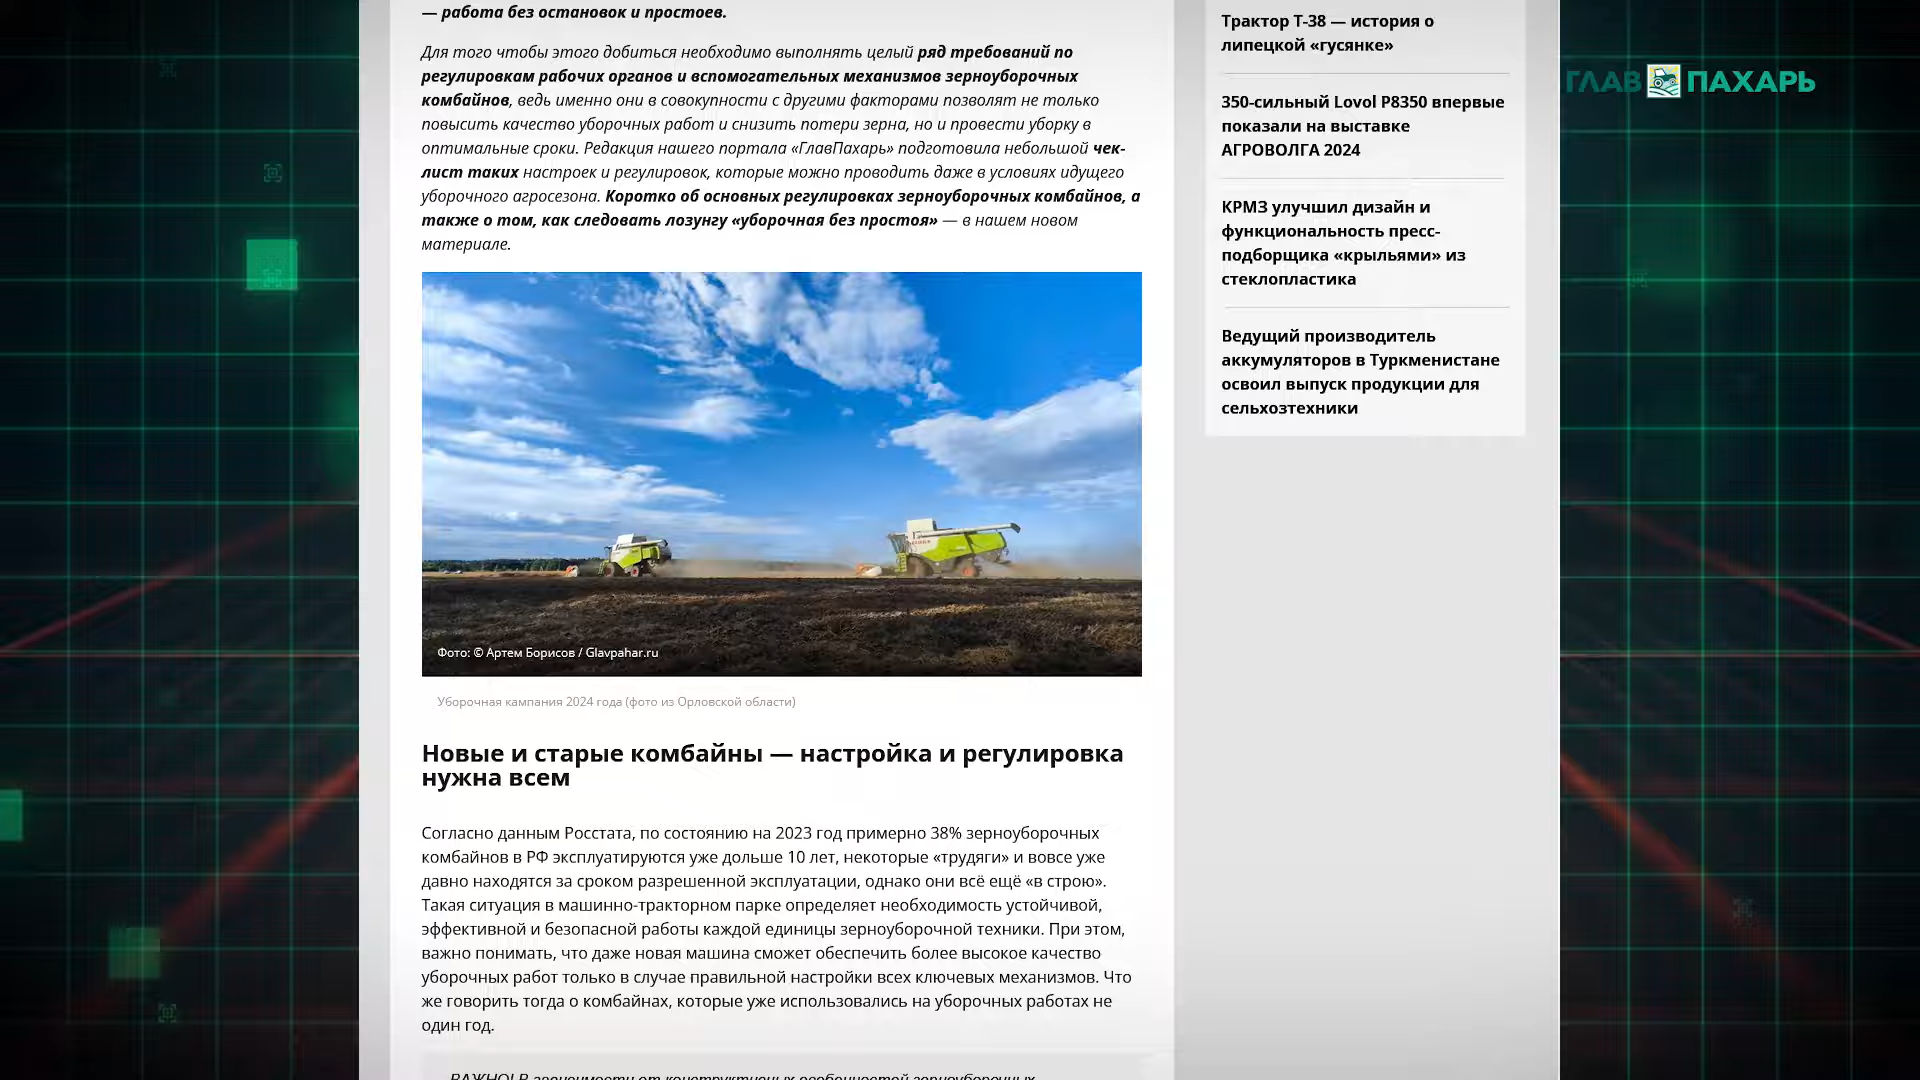 — работа без остановок и простоев.
Для того чтобы этого добиться необходимо выполнять целый ряд требований по
регулировкам рабочих органов и вспомогательных механизмов зерноуборочных
комбайнов, ведь именно они в совокупности с другими факторами позволят не только
повысить качество уборочных работ и снизить потери зерна, но и провести уборку в
оптимальные сроки. Редакция нашего портала «ГлавПахарь» подготовила небольшой чек-
лист таких настроек и регулировок, которые можно проводить даже в условиях идущего
уборочного агросезона. Коротко об основных регулировках зерноуборочных комбайнов, а
также о том, как следовать лозунгу «уборочная без простоя» — в нашем новом
материале.
Фото: © Артем Борисов / Glavpahar.ru
Уборочная кампания 2024 года (фото из Орловской области)
Новые и старые комбайны — настройка и регулировка
нужна всем
Согласно данным Росстата, по состоянию на 2023 год примерно 38% зерноуборочных
комбайнов в РФ эксплуатируются уже дольше 10 лет, некоторые «трудяги» и вовсе уже
давно находятся за сроком разрешенной эксплуатации, однако они всё ещё «в строю».
Такая ситуация в машинно-тракторном парке определяет необходимость устойчивой,
эффективной и безопасной работы каждой единицы зерноуборочной техники. При этом,
важно понимать, что даже новая машина сможет обеспечить более высокое качество
уборочных работ только в случае правильной настройки всех ключевых механизмов. Что
же говорить тогда о комбайнах, которые уже использовались на уборочных работах не
один год.
ВАЖНО! В зависимости от конструктивных особенностей зерноуборочных
Трактор Т-38 — история о
липецкой «гусянке»
350-сильный Lovol P8350 впервые
показали на выставке
АГРОВОЛГА 2024
КРМЗ улучшил дизайн и
функциональность пресс-
подборщика «крыльями» из
стеклопластика
Ведущий производитель
аккумуляторов в Туркменистане
освоил выпуск продукции для
сельхозтехники
ГЛАВ ПАХАРЬ